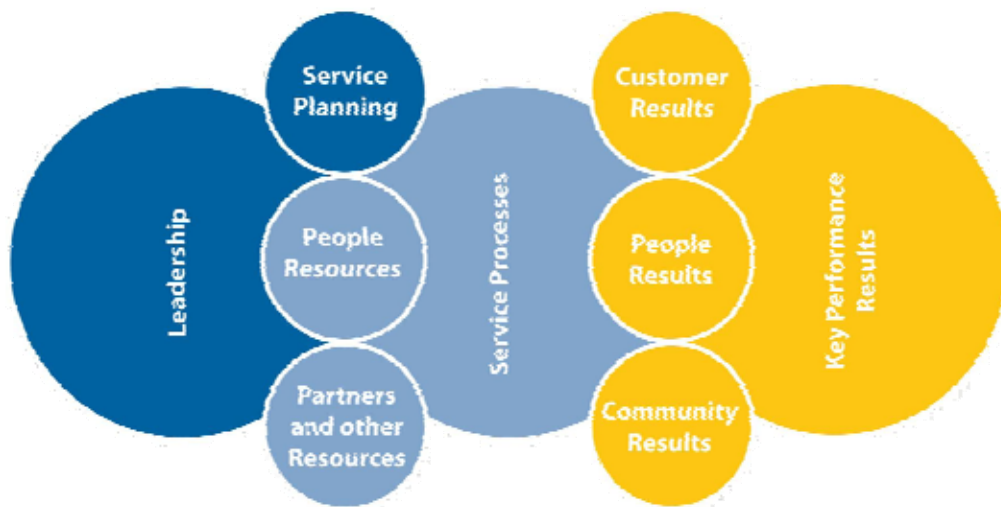 Leadership
Service
Planning
People
Resources
Partners
and other
Resources
Service Processes
Customer
Results
People
Results
Community
Results
Key Performance
Results